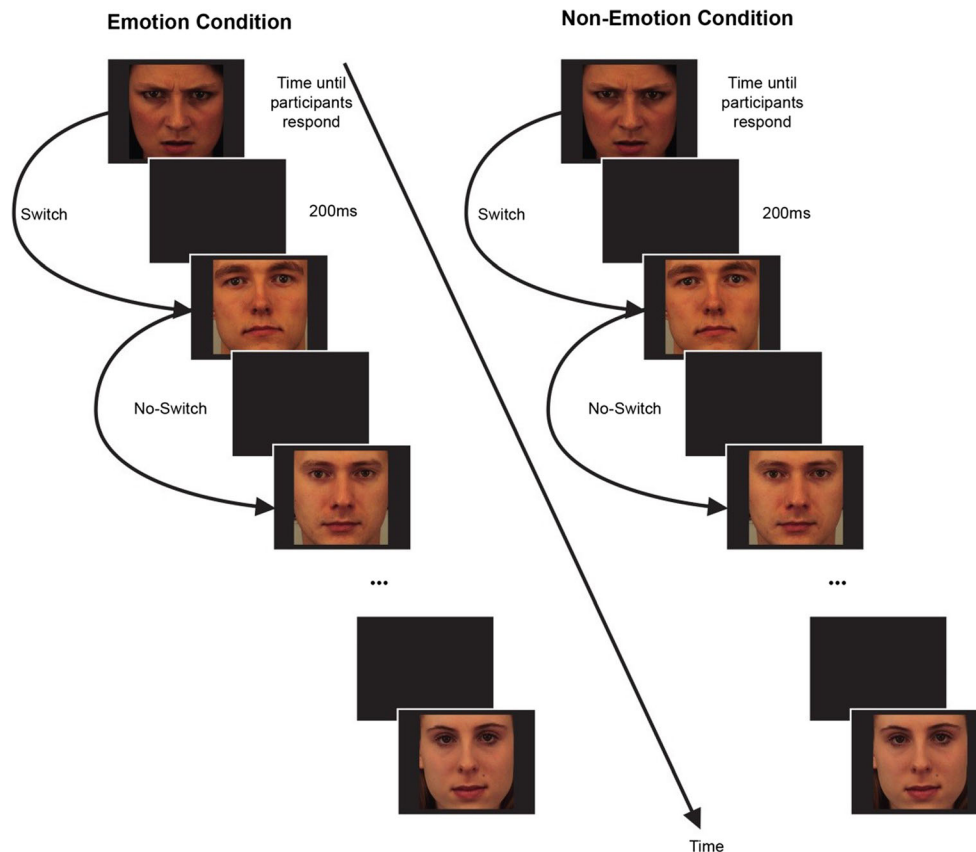 Emotion Condition
Non-Emotion Condition
Time until
participants
respond
Time until
participants
respond
Switch
200ms
Switch
200ms
No-Switch
No-Switch
...
...
Time